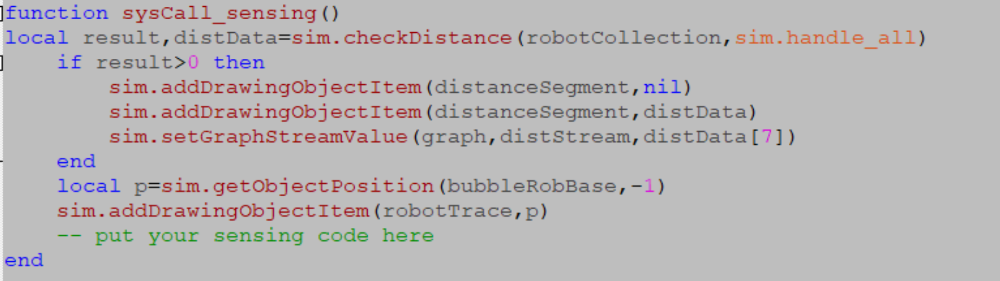 function sysCall_sensing()
local result,distData=sim.checkDistance(robotCollection,sim.handle_all)
    if result>0 then
        sim.addDrawingObjectItem(distanceSegment,nil)
        sim.addDrawingObjectItem(distanceSegment,distData)
        sim.setGraphStreamValue(graph,distStream,distData[7])
    end
    local p=sim.getObjectPosition(bubbleRobBase,-1)
    sim.addDrawingObjectItem(robotTrace,p)
    -- put your sensing code here
end